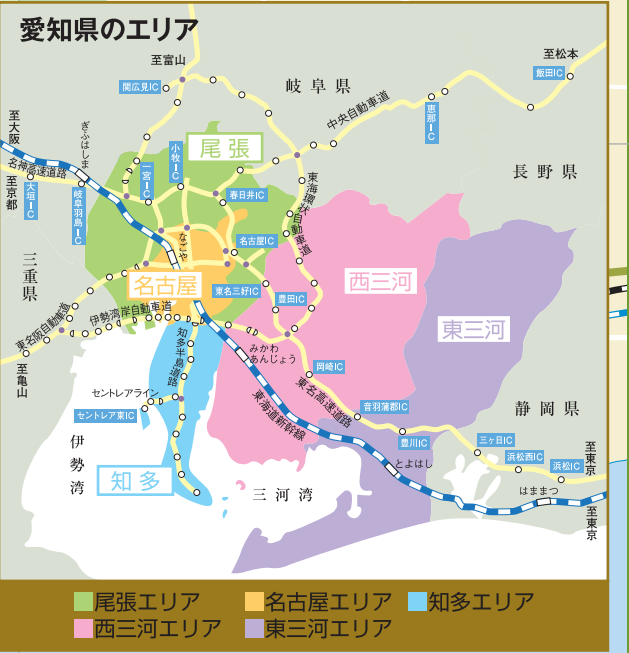 愛知県のエリア
至富山
至松本
関広見IC
飯田IC
岐阜県
中央自動車道
恵那IC
至大阪
ぎふはしま
小牧IC
尾張
名神高速道路
一宮IC
長野県
至京都
大垣IC
岐阜羽島IC
春日井IC
東海環状自動車道
なごや
名古屋IC
三重県
名古屋
東名三好IC
豊田IC
西三河
東三河
東名阪自動車道
伊勢湾岸自動車道
知多半島道路
みかわ
あんじょう
至亀山
岡崎IC
セントレアライン
東名高速道路
音羽蒲郡IC
セントレア東IC
東海道新幹線
静岡県
豊川IC
三ヶ日IC
伊勢湾
浜松西IC
至東京
とよはし
浜松IC
知多
三河湾
はままつ
至東京
尾張エリア 名古屋エリア 知多エリア
西三河エリア 東三河エリア